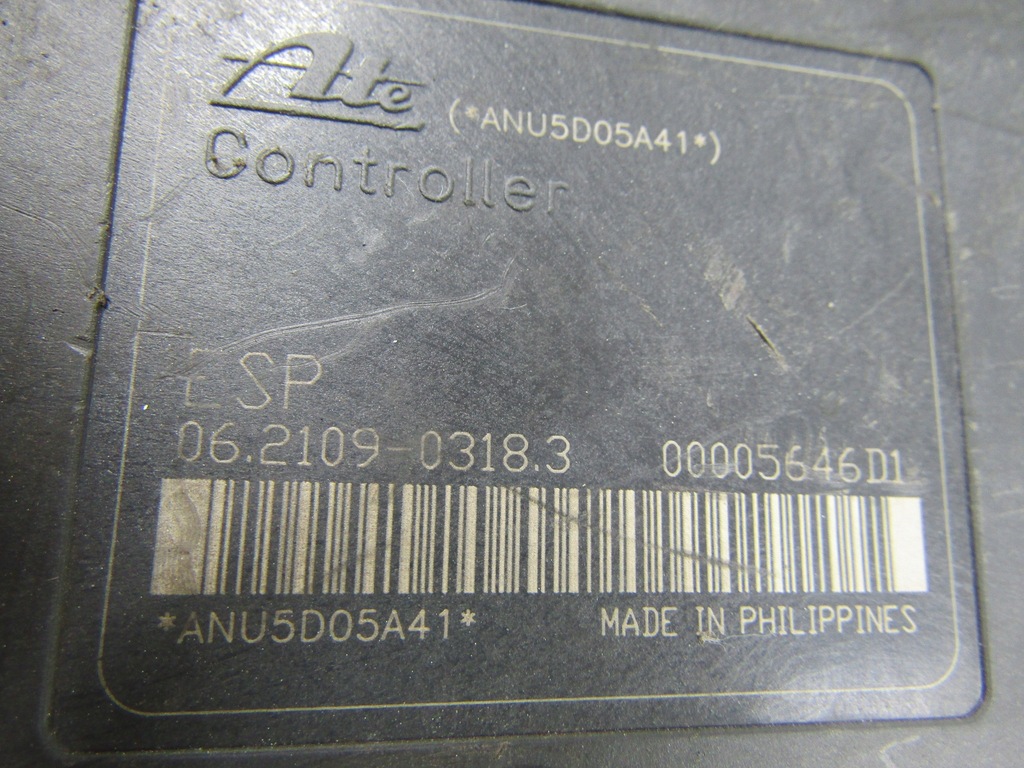 Ate (*ANU5D05A41*)
Controller
ESP
06.2109-0318.3 00005646D1
*ANU5D05A41* MADE IN PHILIPPINES